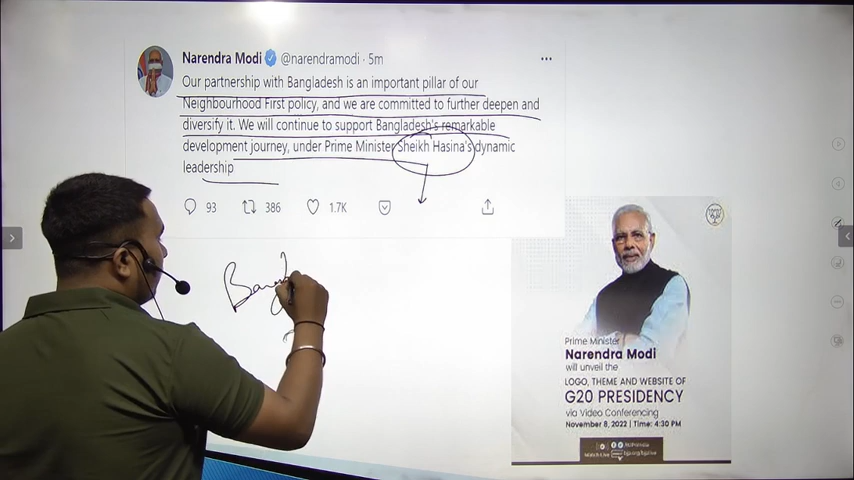 Narendra Modi @narendramodi · 5m
Our partnership with Bangladesh is an important pillar of our
Neighbourhood First policy, and we are committed to further deepen and
diversify it. We will continue to support Bangladesh's remarkable
development journey, under Prime Minister Sheikh Hasina's dynamic
leadership
93 386 1.7K
Prime Minister
Narendra Modi
will unveil the
LOGO, THEME AND WEBSITE OF
G20 PRESIDENCY
via Video Conferencing
November 8, 2022 | Time: 4:30 PM
Watch Live